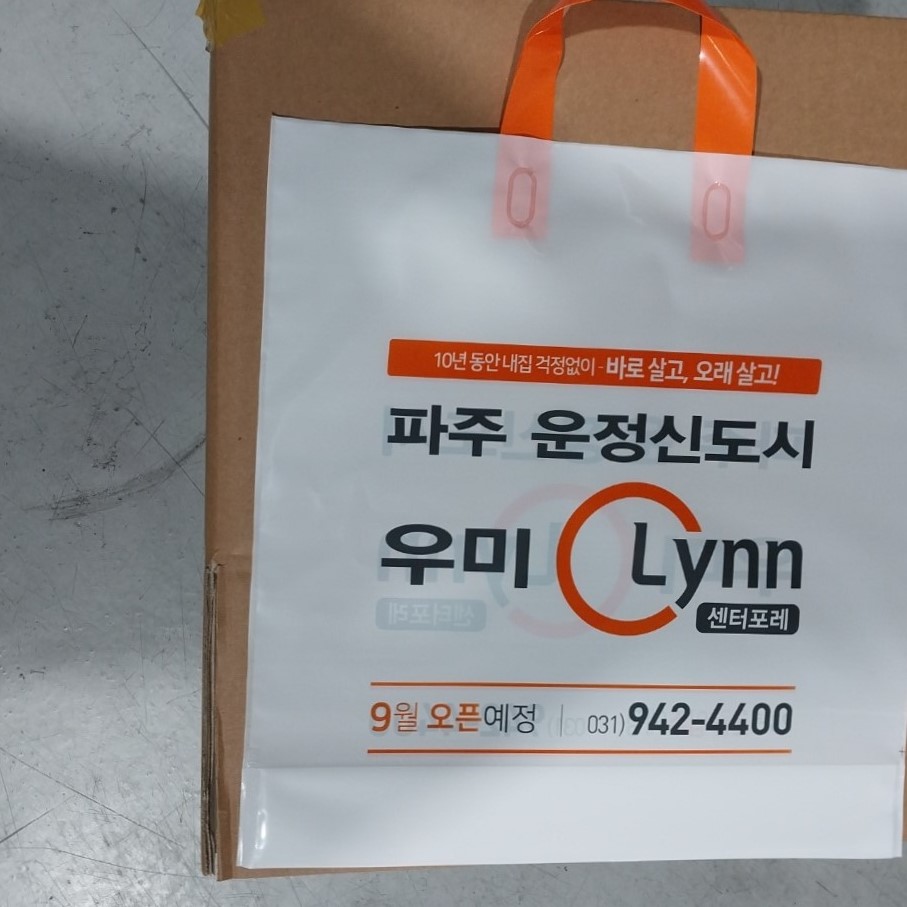 10년 동안 내집 걱정없이 - 바로 살고, 오래 살고!
파주 운정신도시
우미 Lynn
센터포레
9월 오픈예정 | 031) 942-4400